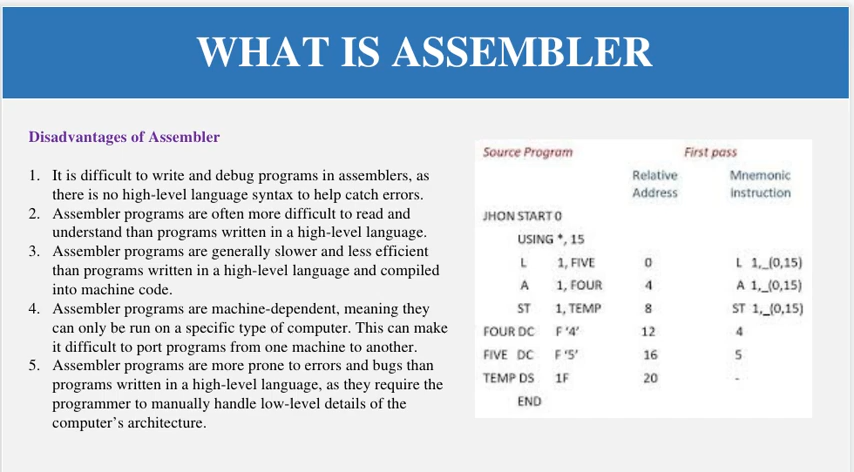 WHAT IS ASSEMBLER
Disadvantages of Assembler
1. It is difficult to write and debug programs in assemblers, as
there is no high-level language syntax to help catch errors.
2. Assembler programs are often more difficult to read and
understand than programs written in a high-level language.
3. Assembler programs are generally slower and less efficient
than programs written in a high-level language and compiled
into machine code.
4. Assembler programs are machine-dependent, meaning they
can only be run on a specific type of computer. This can make
it difficult to port programs from one machine to another.
5. Assembler programs are more prone to errors and bugs than
programs written in a high-level language, as they require the
programmer to manually handle low-level details of the
computer’s architecture.
Source Program First pass
Relative Mnemonic
Address instruction
JHON START 0
USING *, 15
L 1, FIVE 0 L 1,_(0,15)
A 1, FOUR 4 A 1,_(0,15)
ST 1, TEMP 8 ST 1,_(0,15)
FOUR DC F '4' 12 4
FIVE DC F '5' 16 5
TEMP DS 1F 20 -
END